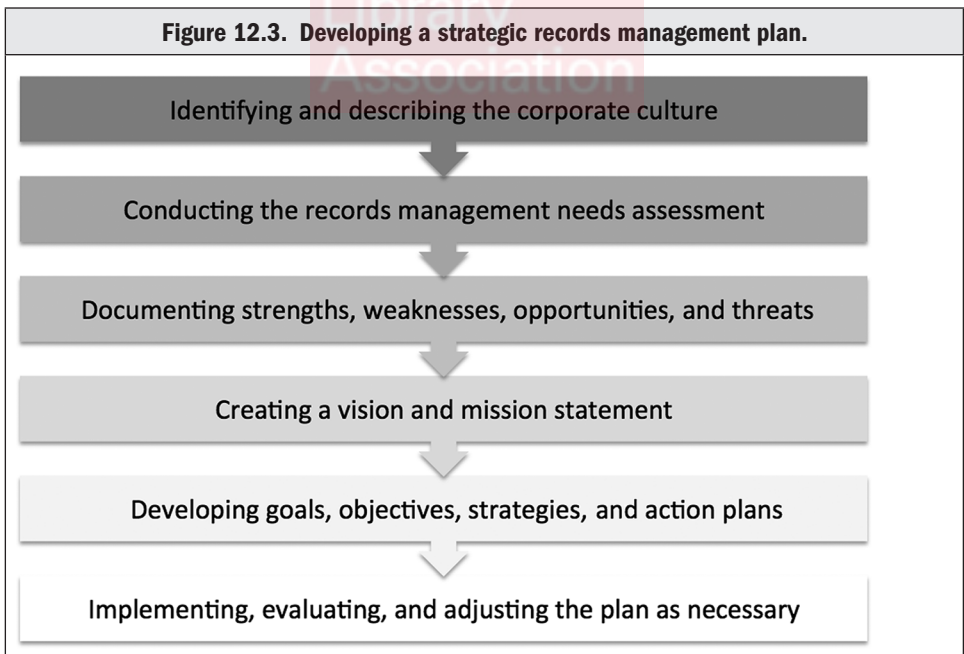 Library
Association
Figure 12.3. Developing a strategic records management plan.
Identifying and describing the corporate culture
Conducting the records management needs assessment
Documenting strengths, weaknesses, opportunities, and threats
Creating a vision and mission statement
Developing goals, objectives, strategies, and action plans
Implementing, evaluating, and adjusting the plan as necessary